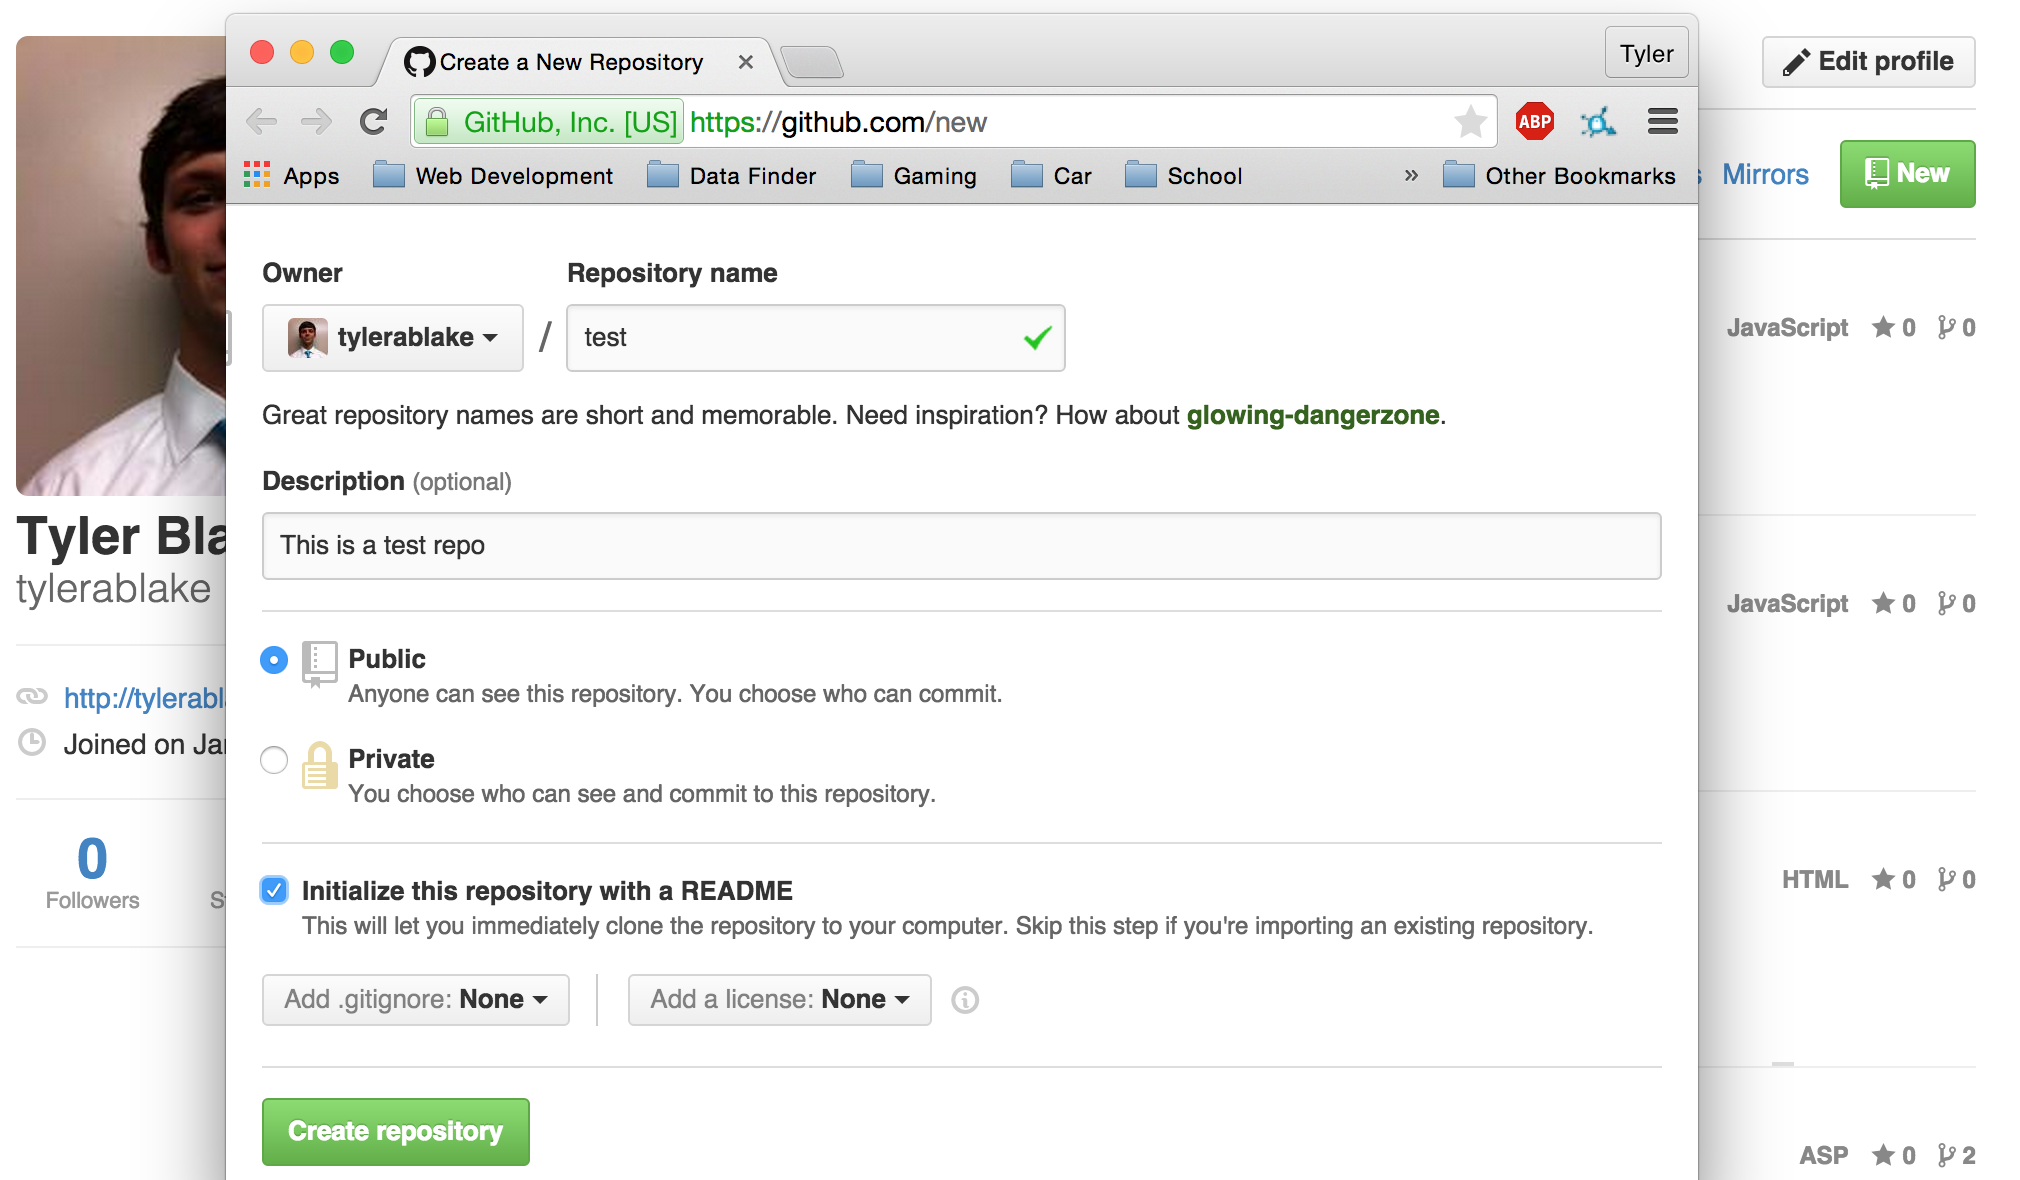 Create a New Repository
Tyler
GitHub, Inc. [US] https://github.com/new
ABP
Apps Web Development Data Finder Gaming Car School » Other Bookmarks
Edit profile
Mirrors New
Owner Repository name
tylerablake / test
Great repository names are short and memorable. Need inspiration? How about glowing-dangerzone.
Description (optional)
This is a test repo
Public
Anyone can see this repository. You choose who can commit.
Private
You choose who can see and commit to this repository.
Initialize this repository with a README
This will let you immediately clone the repository to your computer. Skip this step if you're importing an existing repository.
Add .gitignore: None Add a license: None
Create repository
Tyler Bla
tylerablake
http://tylerabl
Joined on Jan
0
Followers
JavaScript 0 0
JavaScript 0 0
HTML 0 0
ASP 0 2